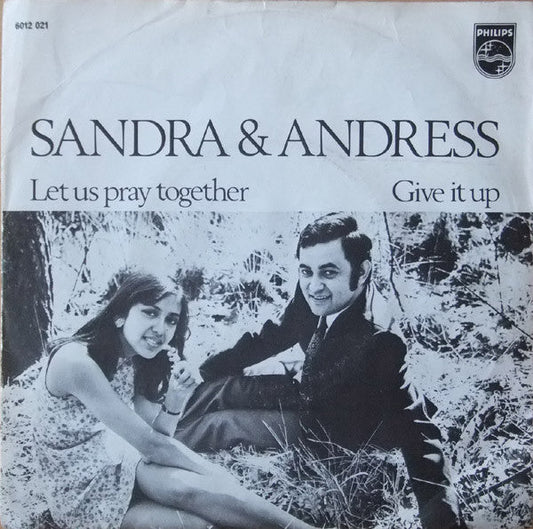 6012 021
PHILIPS
SANDRA & ANDRESS
Let us pray together Give it up